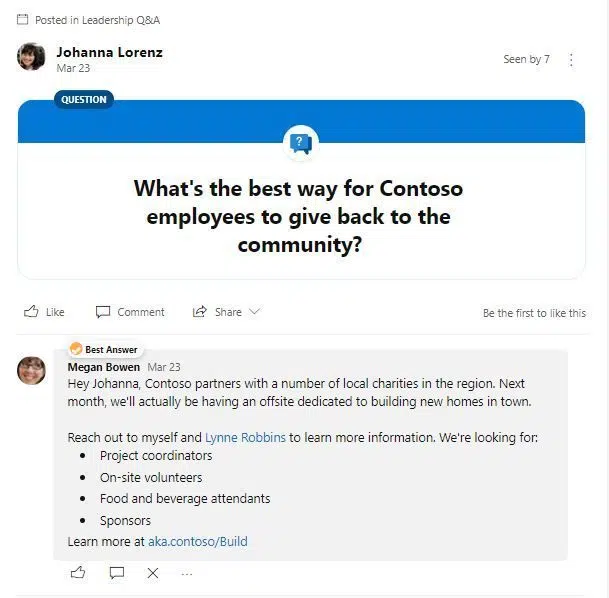 Posted in Leadership Q&A
Johanna Lorenz
Mar 23
Seen by 7
QUESTION
?
What's the best way for Contoso
employees to give back to the
community?
Like
Comment
Share
Be the first to like this
Best Answer
Megan Bowen Mar 23
Hey Johanna, Contoso partners with a number of local charities in the region. Next
month, we'll actually be having an offsite dedicated to building new homes in town.
Reach out to myself and Lynne Robbins to learn more information. We're looking for:
• Project coordinators
• On-site volunteers
• Food and beverage attendants
• Sponsors
Learn more at aka.contoso/Build